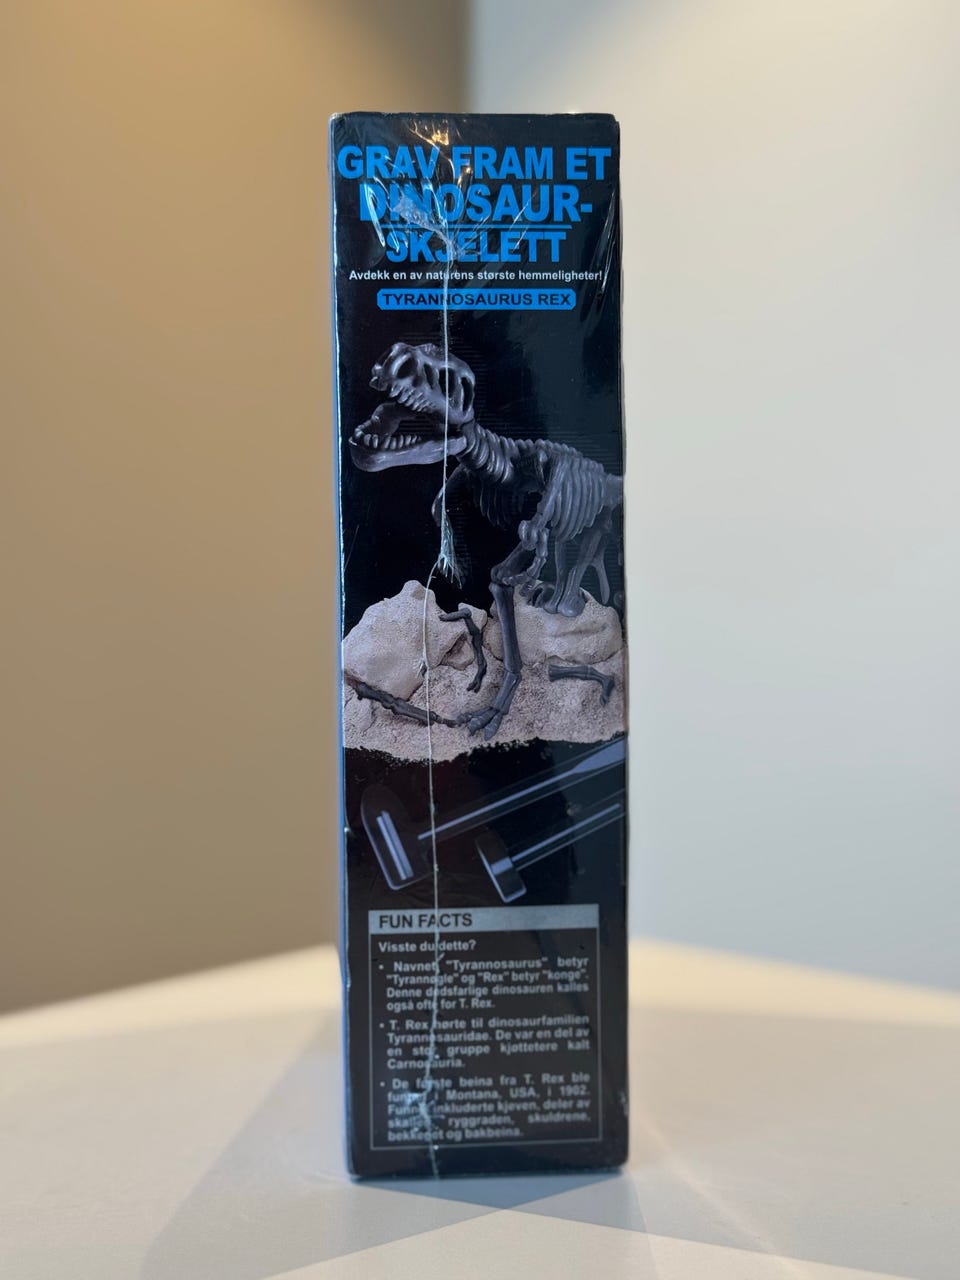 GRAV FRAM ET
DINOSAUR-
SKJELETT
Avdekk en av naturens største hemmeligheter!
TYRANNOSAURUS REX
FUN FACTS
Visste du dette?
• Navnet "Tyrannosaurus" betyr
"Tyrannøgle" og "Rex" betyr "konge".
Denne dødsfarlige dinosauren kalles
også ofte for T. Rex.
• T. Rex hørte til dinosaurfamilien
Tyrannosauridae. De var en del av
en stor gruppe kjøttetere kalt
Carnosauria.
• De første beina fra T. Rex ble
funnet i Montana, USA, i 1902.
Funnet inkluderte kjeven, deler av
skallen, ryggraden, skuldrene,
bekkenet og bakbeina.